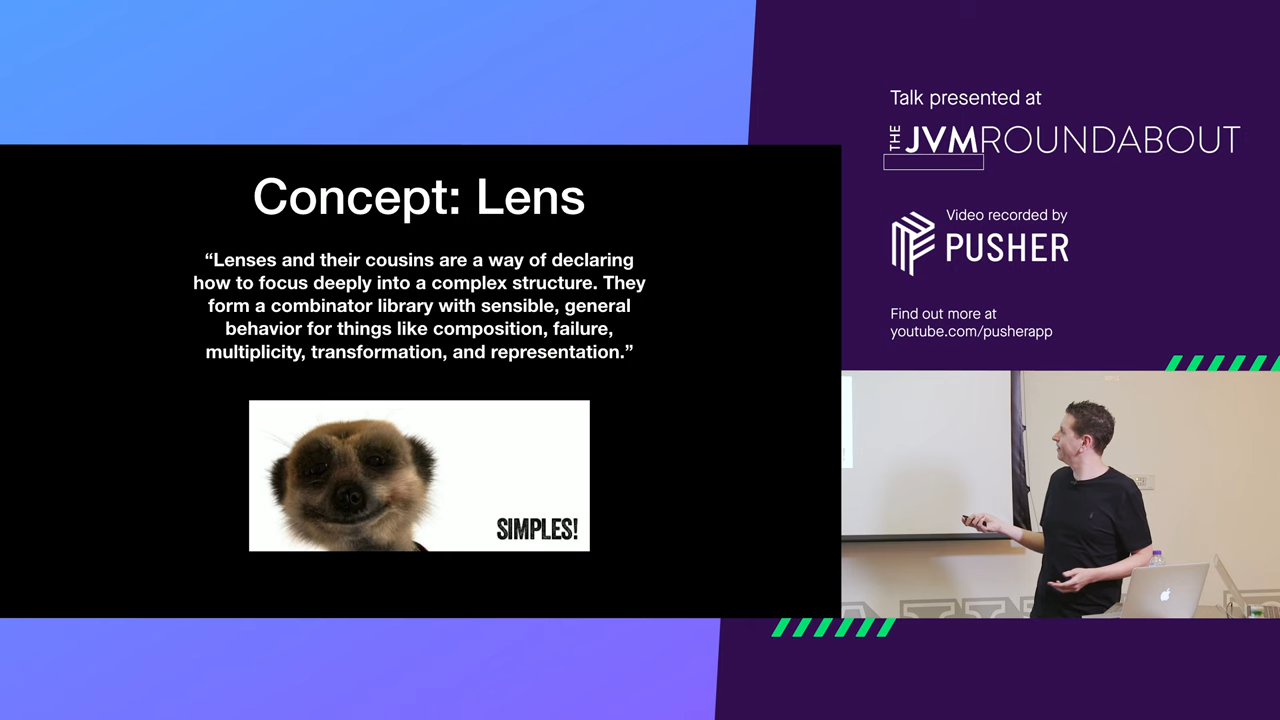 Concept: Lens
“Lenses and their cousins are a way of declaring
how to focus deeply into a complex structure. They
form a combinator library with sensible, general
behavior for things like composition, failure,
multiplicity, transformation, and representation.”
SIMPLES!
Talk presented at
THE JVMROUNDABOUT
Video recorded by
PUSHER
Find out more at
youtube.com/pusherapp